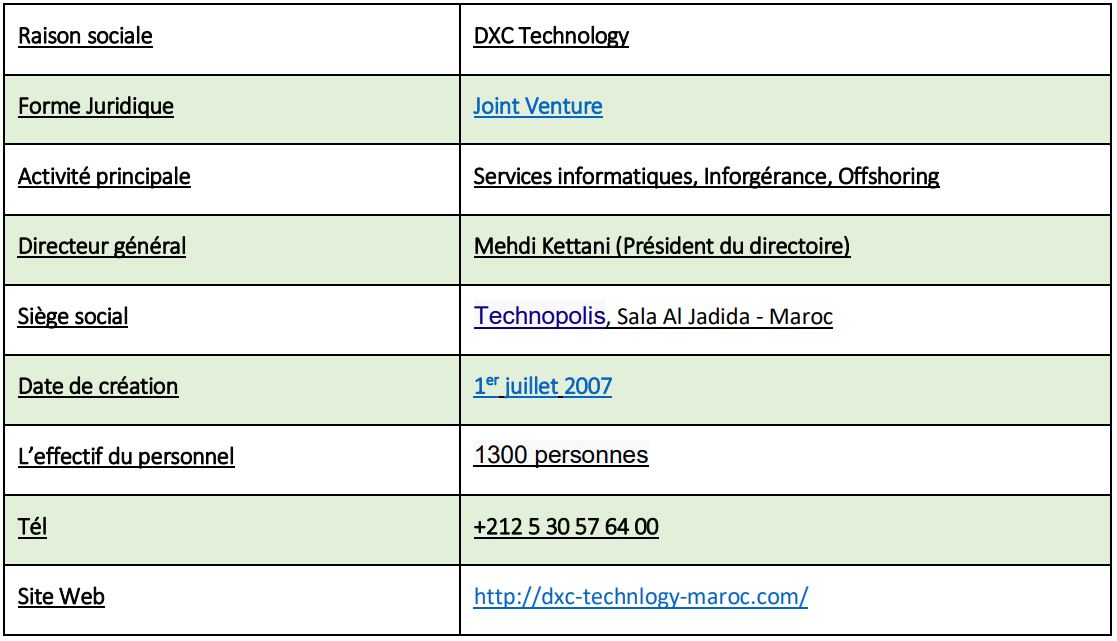 Raison sociale DXC Technology
Forme Juridique Joint Venture
Activité principale Services informatiques, Inforgérance, Offshoring
Directeur général Mehdi Kettani (Président du directoire)
Siège social Technopolis, Sala Al Jadida - Maroc
Date de création 1er juillet 2007
L’effectif du personnel 1300 personnes
Tél +212 5 30 57 64 00
Site Web http://dxc-technlogy-maroc.com/